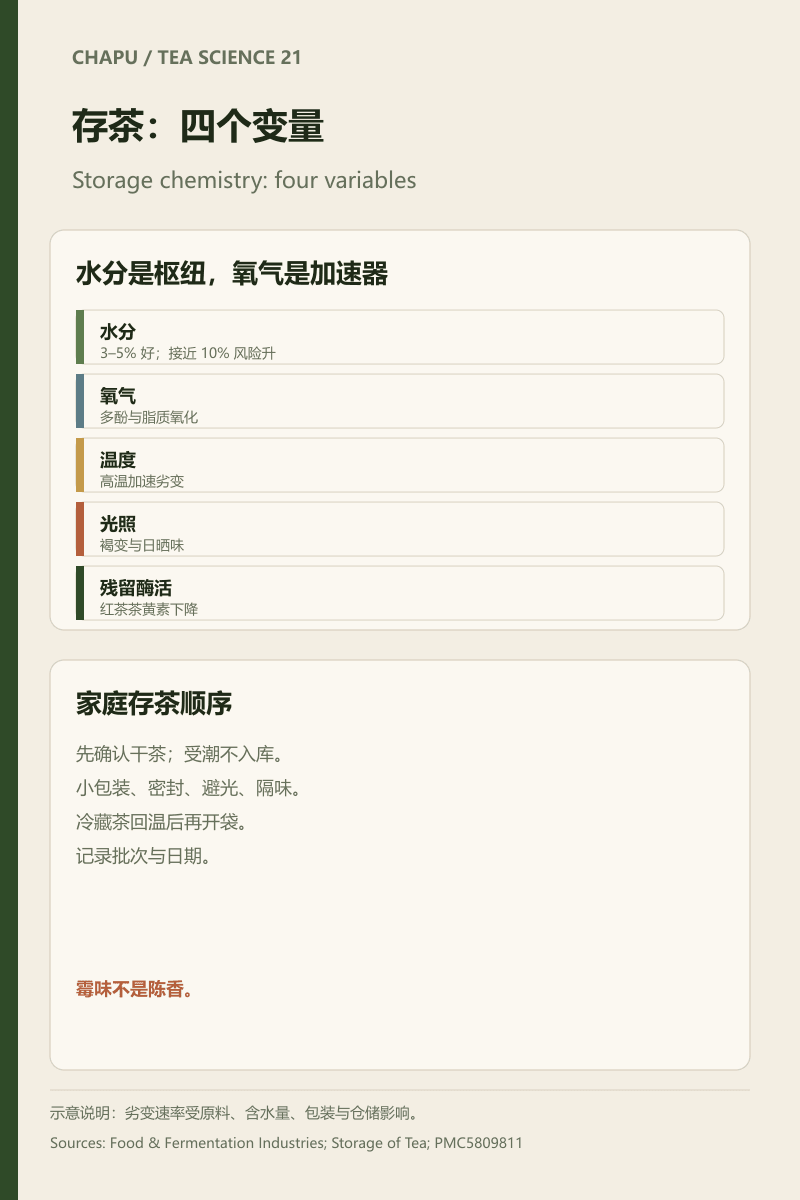 CHAPU / TEA SCIENCE 21
存茶：四个变量
Storage chemistry: four variables
水分是枢纽，氧气是加速器
水分
3–5% 好；接近 10% 风险升
氧气
多酚与脂质氧化
温度
高温加速劣变
光照
褐变与日晒味
残留酶活
红茶茶黄素下降
家庭存茶顺序
先确认干茶；受潮不入库。
小包装、密封、避光、隔味。
冷藏茶回温后再开袋。
记录批次与日期。
霉味不是陈香。
示意说明：劣变速率受原料、含水量、包装与仓储影响。
Sources: Food & Fermentation Industries; Storage of Tea; PMC5809811